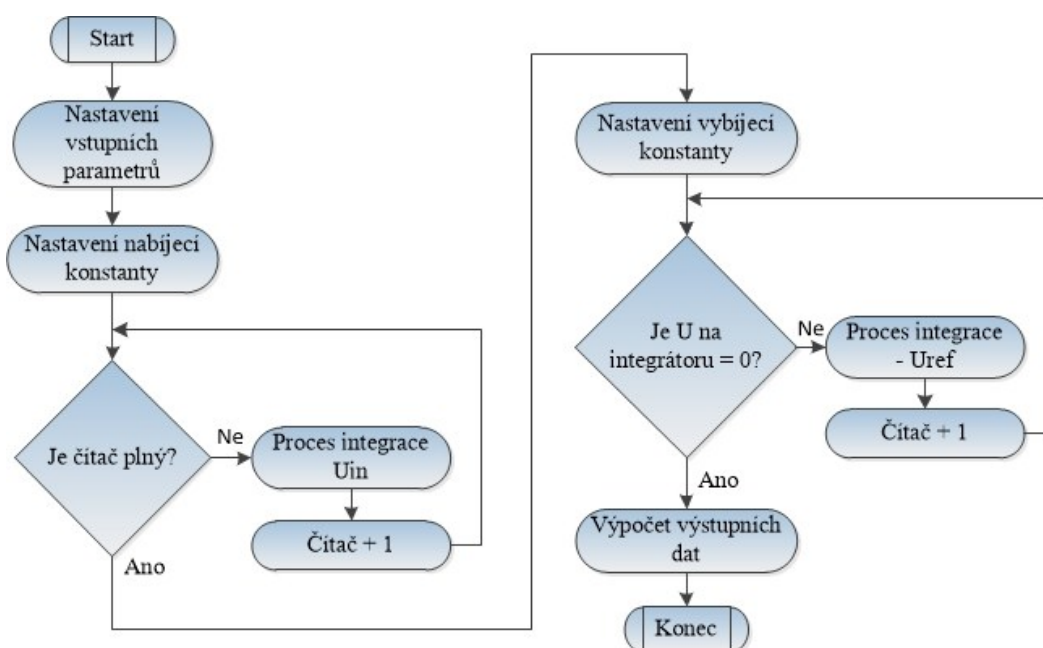 Start
Nastavení
vstupních
parametrů
Nastavení nabíjecí
konstanty
Je čítač plný?
Ne
Proces integrace
Uin
Čítač + 1
Ano
Nastavení vybíjecí
konstanty
Je U na
integrátoru = 0?
Ne
Proces integrace
- Uref
Čítač + 1
Ano
Výpočet výstupních
dat
Konec